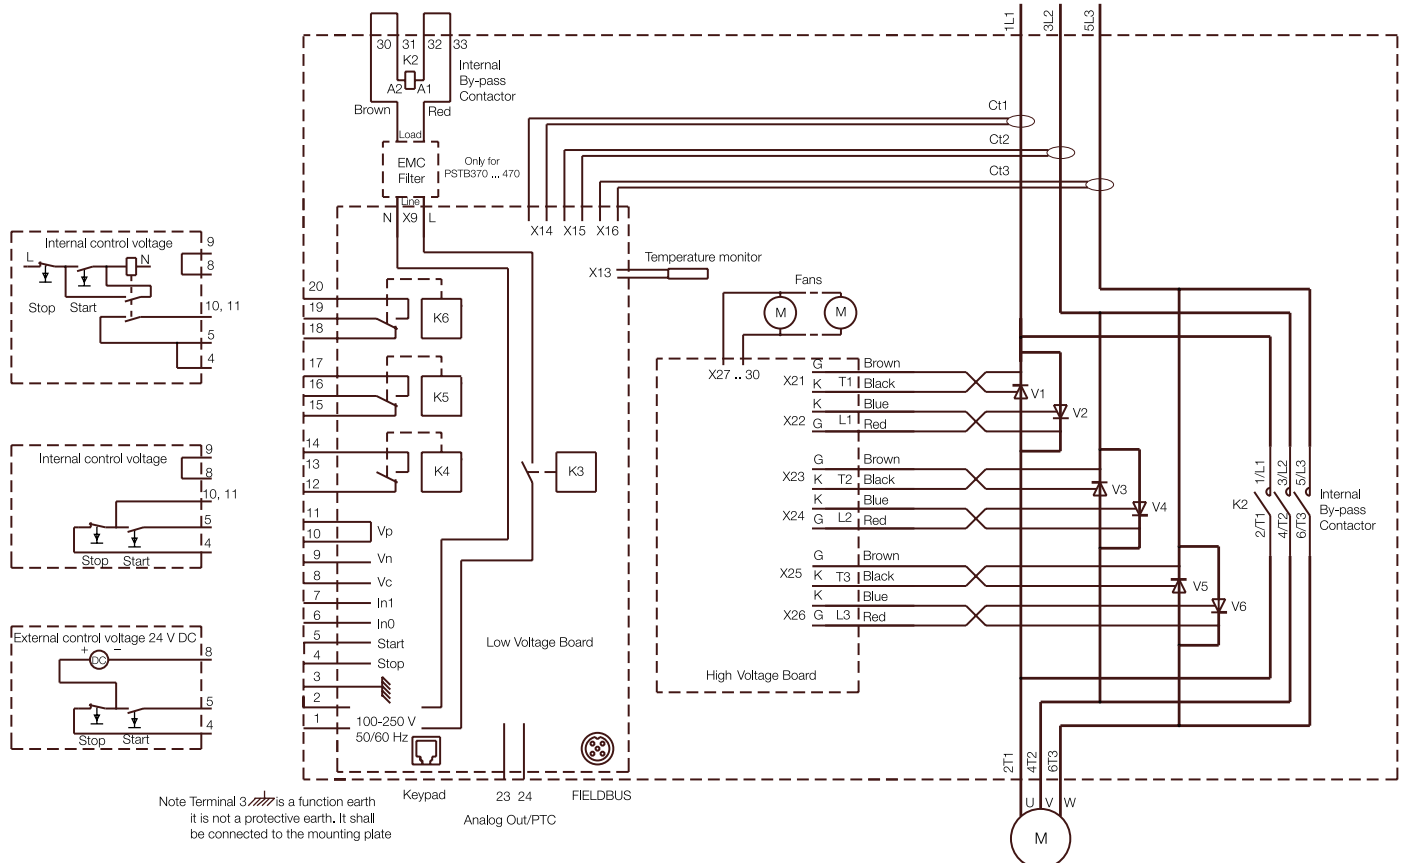 1L1
3L2
5L3
30
31
32
33
K2
A2
A1
Internal
By-pass
Contactor
Brown
Red
Load
EMC
Filter
Only for
PSTB370 ... 470
Line
N
X9
L
Ct1
Ct2
Ct3
X14
X15
X16
X13
Temperature monitor
Fans
M
M
X27 .. 30
Internal control voltage
L
N
Stop
Start
9
8
10, 11
5
4
Internal control voltage
9
8
10, 11
5
4
Stop
Start
External control voltage 24 V DC
+
DC
–
8
5
4
Stop
Start
20
19
18
K6
17
16
15
K5
14
13
12
K4
K3
11
10
Vp
9
Vn
8
Vc
7
In1
6
In0
5
Start
4
Stop
3
2
1
100-250 V
50/60 Hz
Low Voltage Board
Keypad
23
24
Analog Out/PTC
FIELDBUS
X21
G
Brown
K
T1
Black
X22
K
Blue
G
L1
Red
X23
G
Brown
K
T2
Black
X24
K
Blue
G
L2
Red
X25
G
Brown
K
T3
Black
X26
K
Blue
G
L3
Red
High Voltage Board
V1
V2
V3
V4
V5
V6
K2
1/L1
3/L2
5/L3
2/T1
4/T2
6/T3
Internal
By-pass
Contactor
2T1
4T2
6T3
U
V
W
M
Note Terminal 3 is a function earth
it is not a protective earth. It shall
be connected to the mounting plate